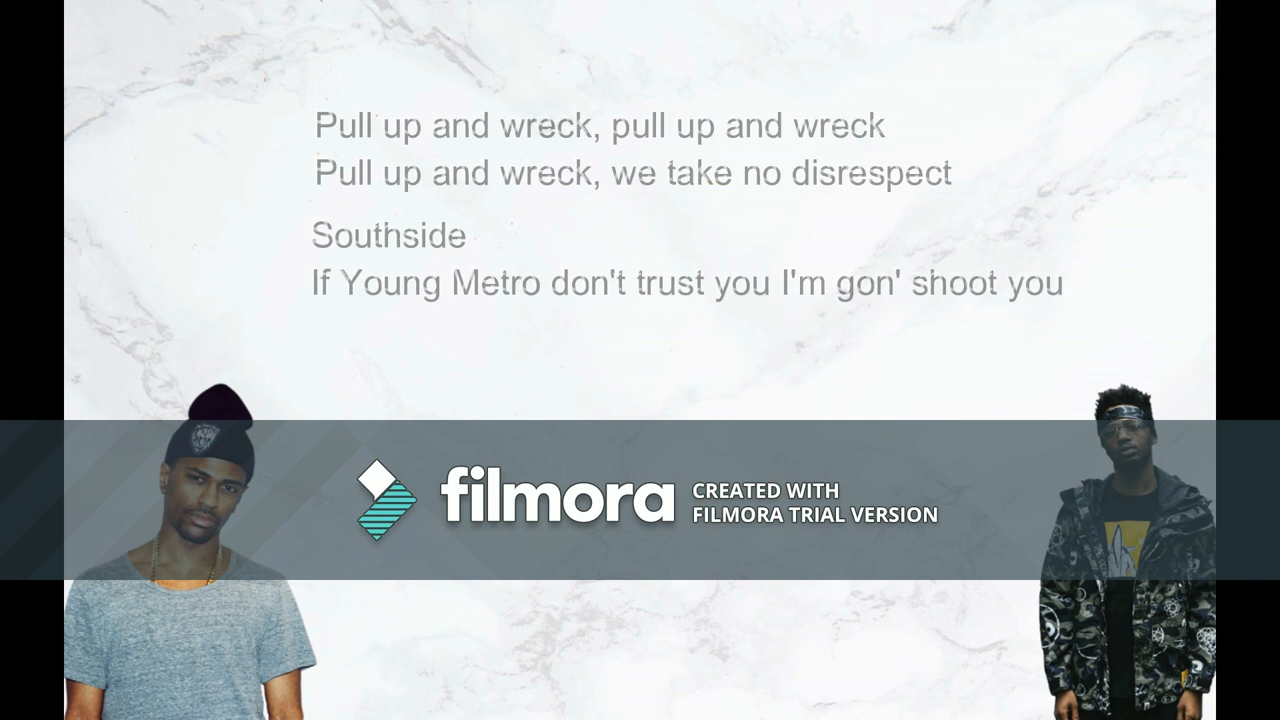 Pull up and wreck, pull up and wreck
Pull up and wreck, we take no disrespect
Southside
If Young Metro don't trust you I'm gon' shoot you
filmora
CREATED WITH
FILMORA TRIAL VERSION